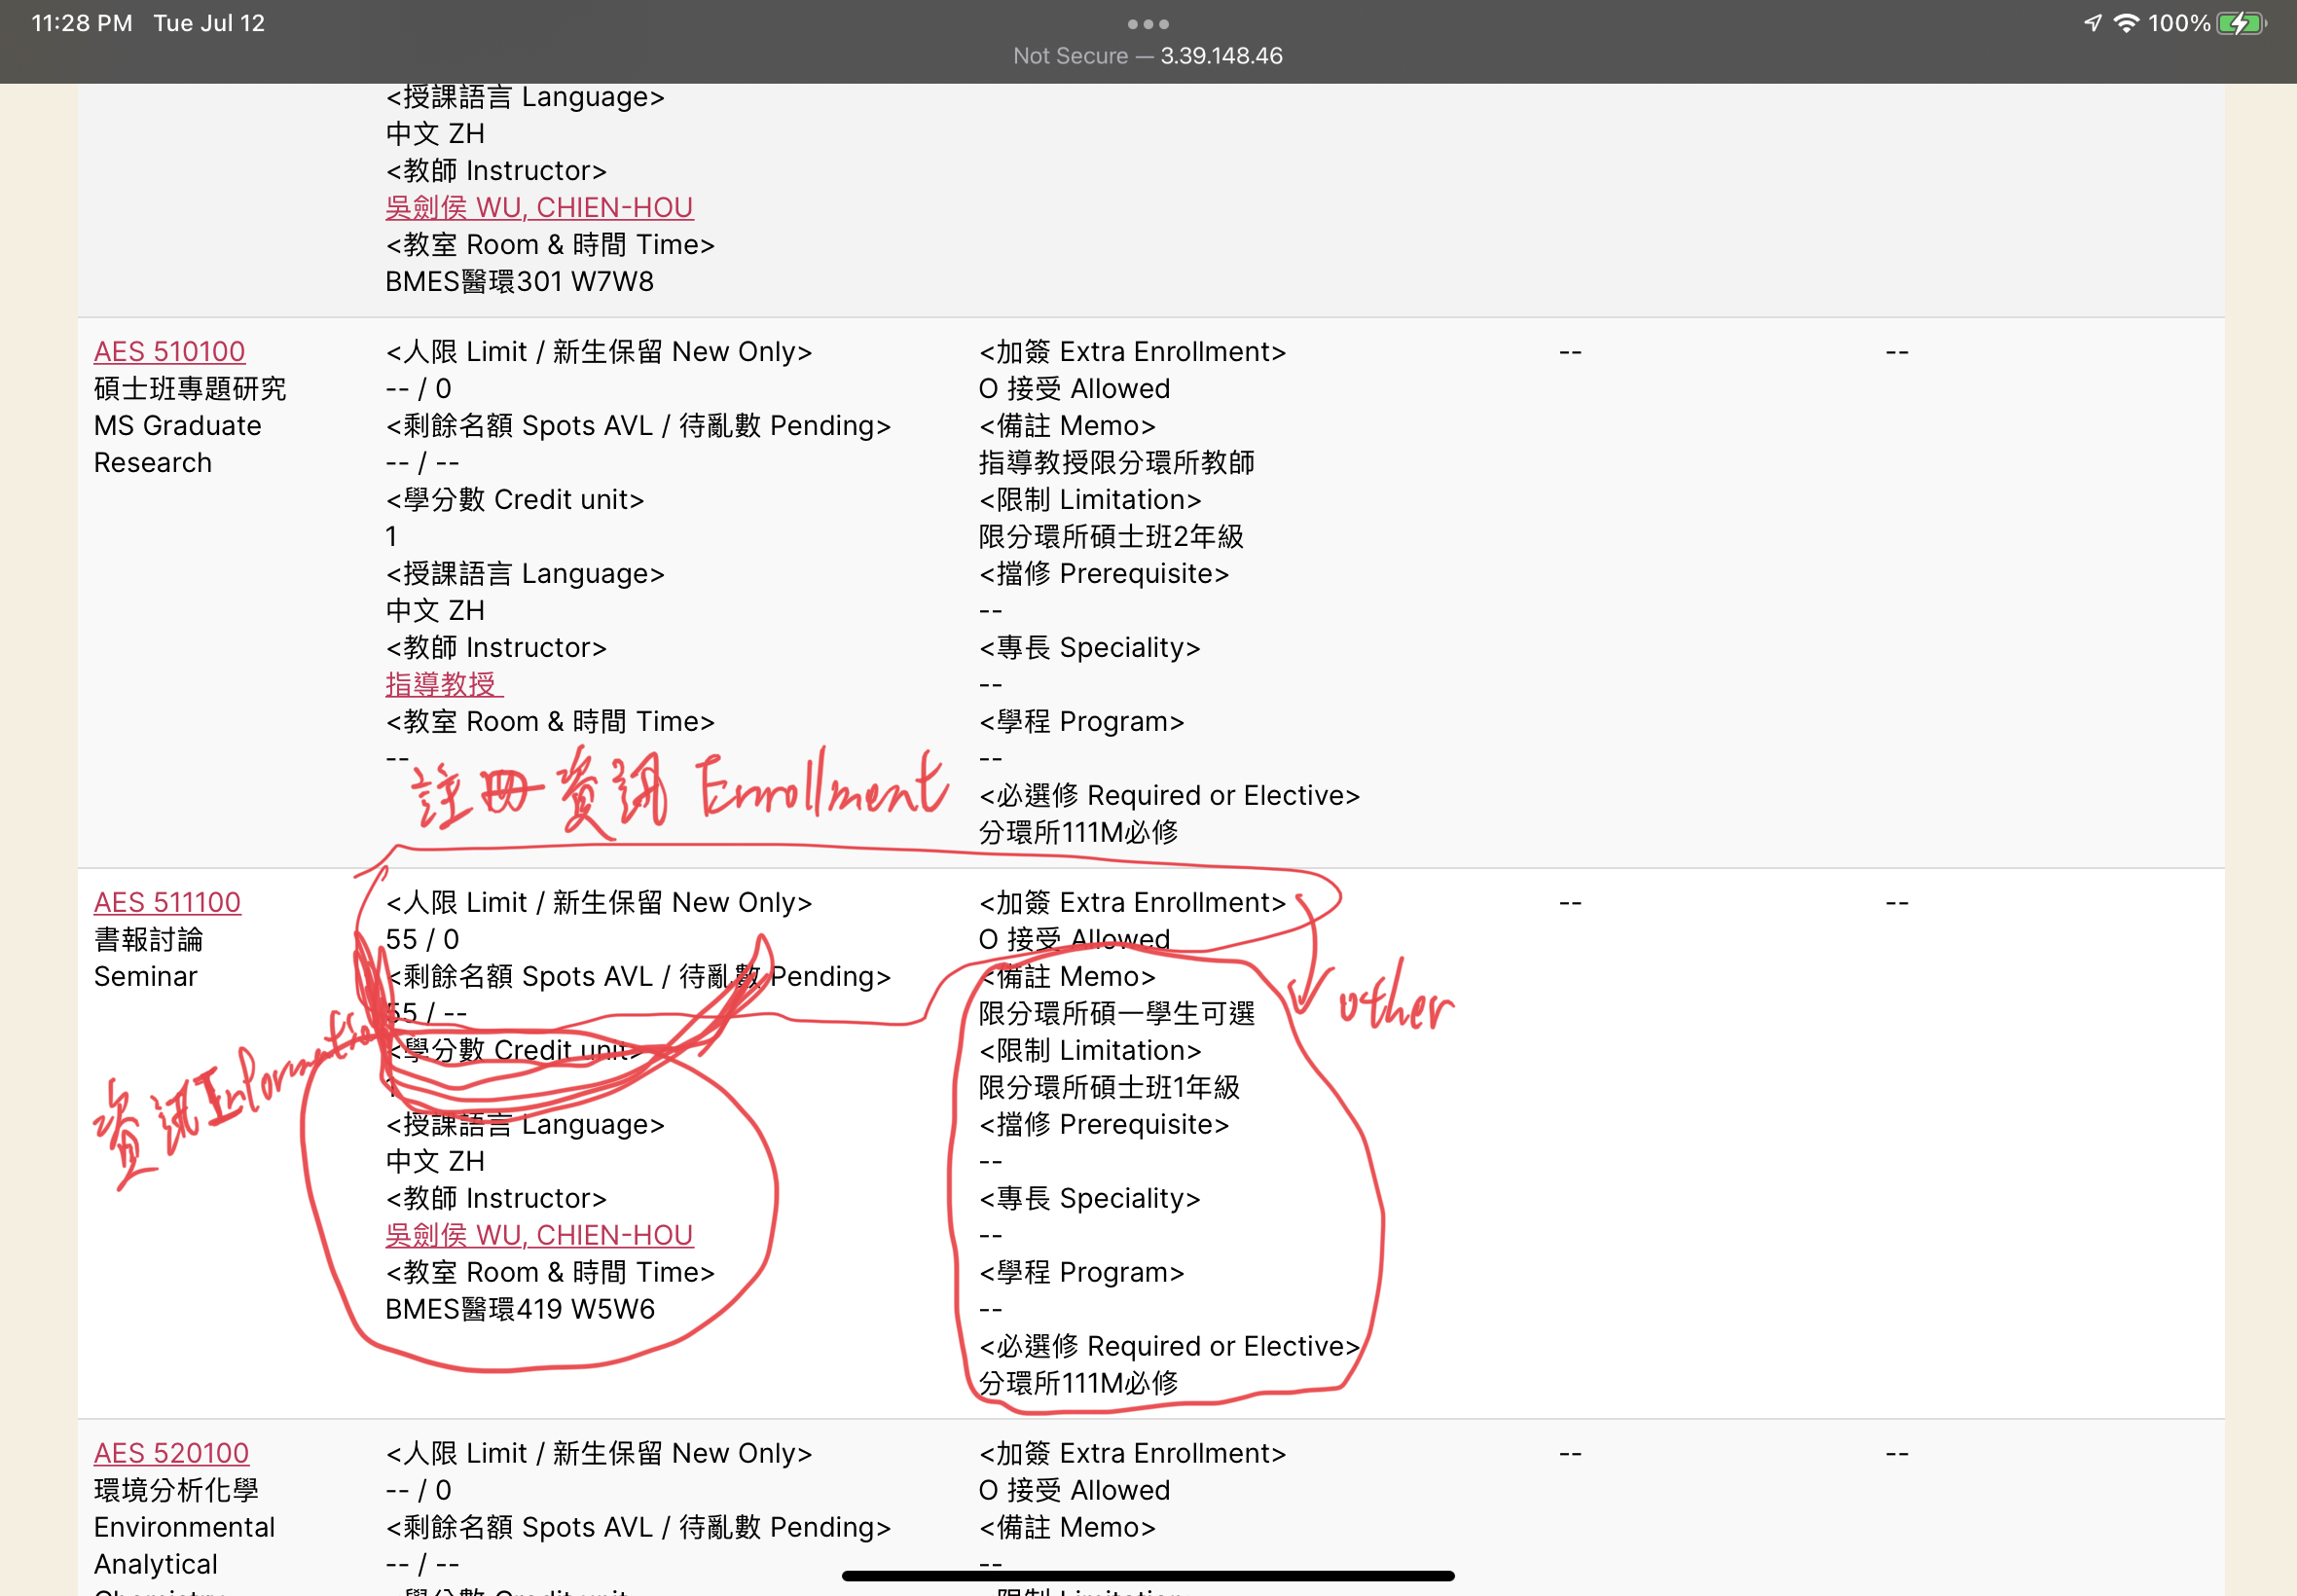 11:28 PM Tue Jul 12
100%
Not Secure — 3.39.148.46
<授課語言 Language>
中文 ZH
<教師 Instructor>
吳劍侯 WU, CHIEN-HOU
<教室 Room & 時間 Time>
BMES醫環301 W7W8
AES 510100
碩士班專題研究
MS Graduate
Research
<人限 Limit / 新生保留 New Only>
-- / 0
<剩餘名額 Spots AVL / 待亂數 Pending>
-- / --
<學分數 Credit unit>
1
<授課語言 Language>
中文 ZH
<教師 Instructor>
指導教授
<教室 Room & 時間 Time>
--
<加簽 Extra Enrollment>
O 接受 Allowed
<備註 Memo>
指導教授限分環所教師
<限制 Limitation>
限分環所碩士班2年級
<擋修 Prerequisite>
--
<專長 Speciality>
--
<學程 Program>
--
<必選修 Required or Elective>
分環所111M必修
--
--
註冊資訊 Enrollment
AES 511100
書報討論
Seminar
資訊 Information
<人限 Limit / 新生保留 New Only>
55 / 0
<剩餘名額 Spots AVL / 待亂數 Pending>
55 / --
<學分數 Credit unit>
1
<授課語言 Language>
中文 ZH
<教師 Instructor>
吳劍侯 WU, CHIEN-HOU
<教室 Room & 時間 Time>
BMES醫環419 W5W6
<加簽 Extra Enrollment>
O 接受 Allowed
<備註 Memo>
限分環所碩一學生可選
<限制 Limitation>
限分環所碩士班1年級
<擋修 Prerequisite>
--
<專長 Speciality>
--
<學程 Program>
--
<必選修 Required or Elective>
分環所111M必修
other
--
--
AES 520100
環境分析化學
Environmental
Analytical
<人限 Limit / 新生保留 New Only>
-- / 0
<剩餘名額 Spots AVL / 待亂數 Pending>
-- / --
<加簽 Extra Enrollment>
O 接受 Allowed
<備註 Memo>
--
--
--